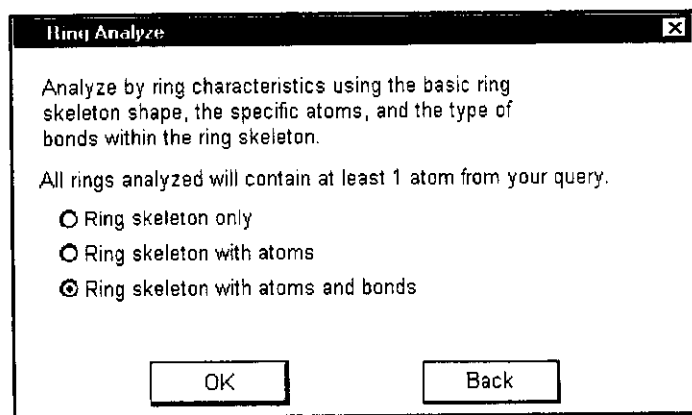 Ring Analyze
Analyze by ring characteristics using the basic ring
skeleton shape, the specific atoms, and the type of
bonds within the ring skeleton.
All rings analyzed will contain at least 1 atom from your query.
Ring skeleton only
Ring skeleton with atoms
Ring skeleton with atoms and bonds
OK
Back